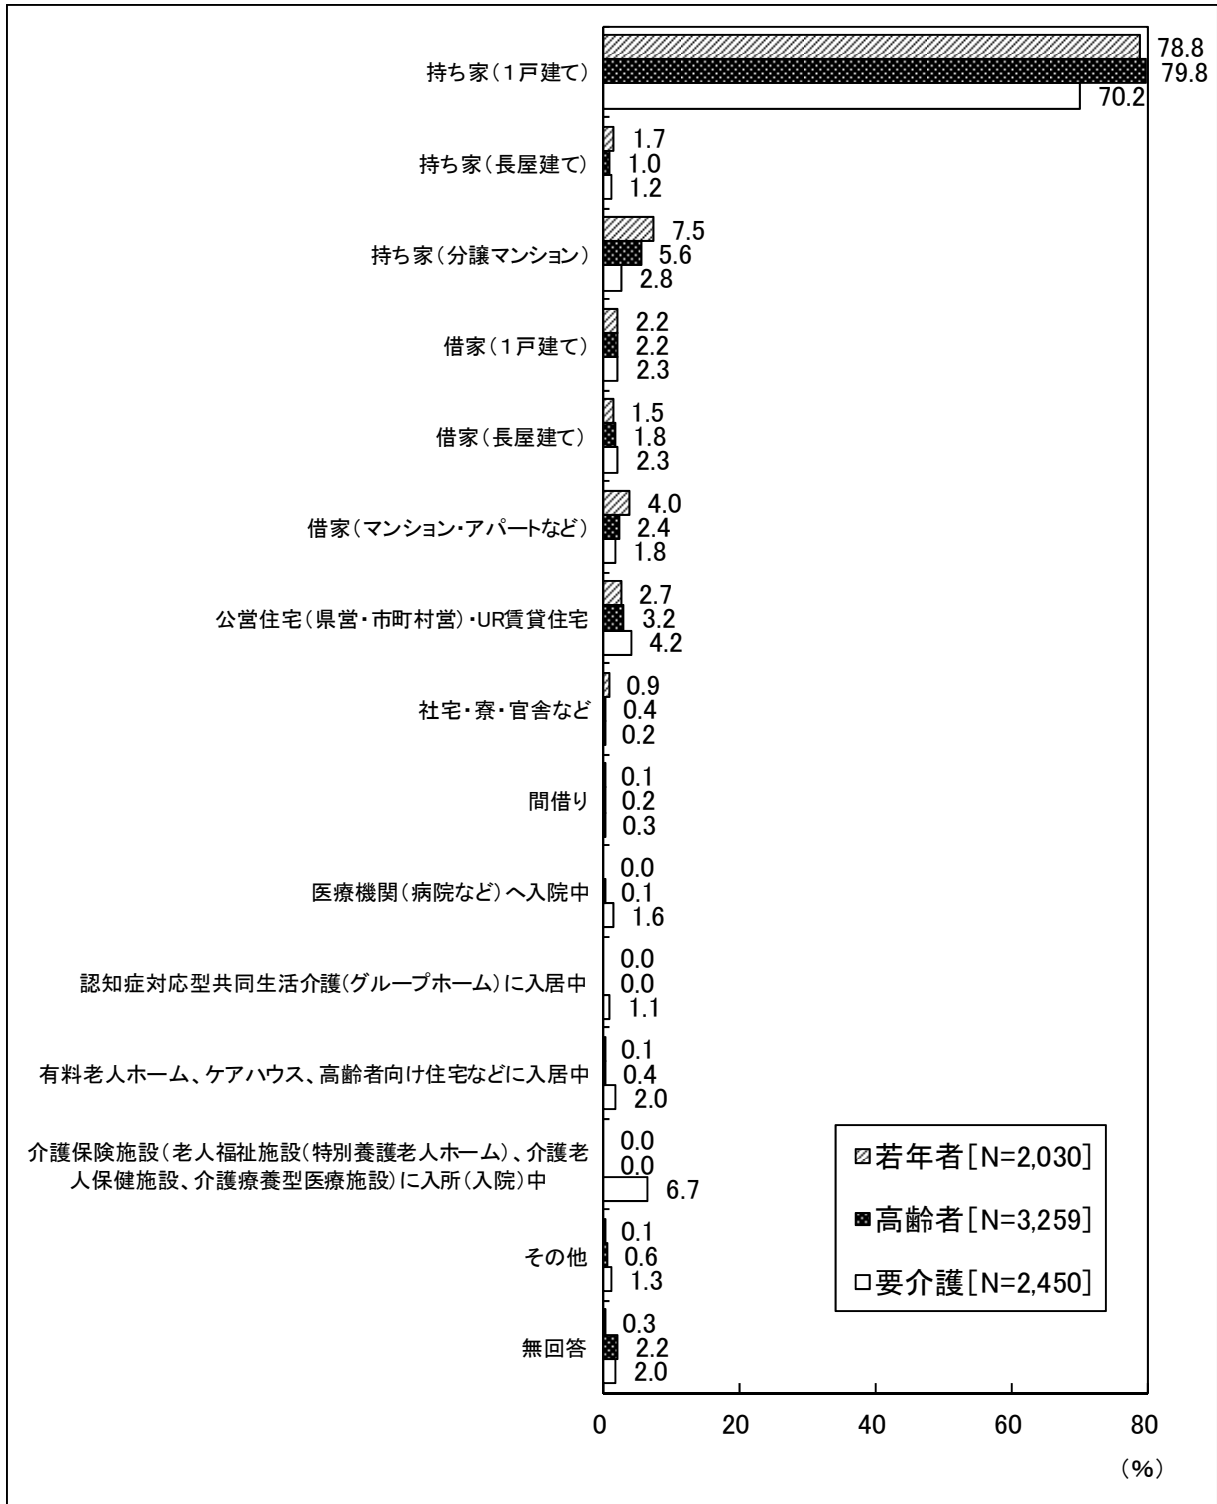 持ち家(1戸建て)
78.8
79.8
70.2
持ち家(長屋建て)
1.7
1.0
1.2
持ち家(分譲マンション)
7.5
5.6
2.8
借家(1戸建て)
2.2
2.2
2.3
借家(長屋建て)
1.5
1.8
2.3
借家(マンション・アパートなど)
4.0
2.4
1.8
公営住宅(県営・市町村営)・UR賃貸住宅
2.7
3.2
4.2
社宅・寮・官舎など
0.9
0.4
0.2
間借り
0.1
0.2
0.3
医療機関(病院など)へ入院中
0.0
0.1
1.6
認知症対応型共同生活介護(グループホーム)に入居中
0.0
0.0
1.1
有料老人ホーム、ケアハウス、高齢者向け住宅などに入居中
0.1
0.4
2.0
介護保険施設(老人福祉施設(特別養護老人ホーム)、介護老
人保健施設、介護療養型医療施設)に入所(入院)中
0.0
0.0
6.7
その他
0.1
0.6
1.3
無回答
0.3
2.2
2.0
若年者[N=2,030]
高齢者[N=3,259]
要介護[N=2,450]
0 20 40 60 80
(%)